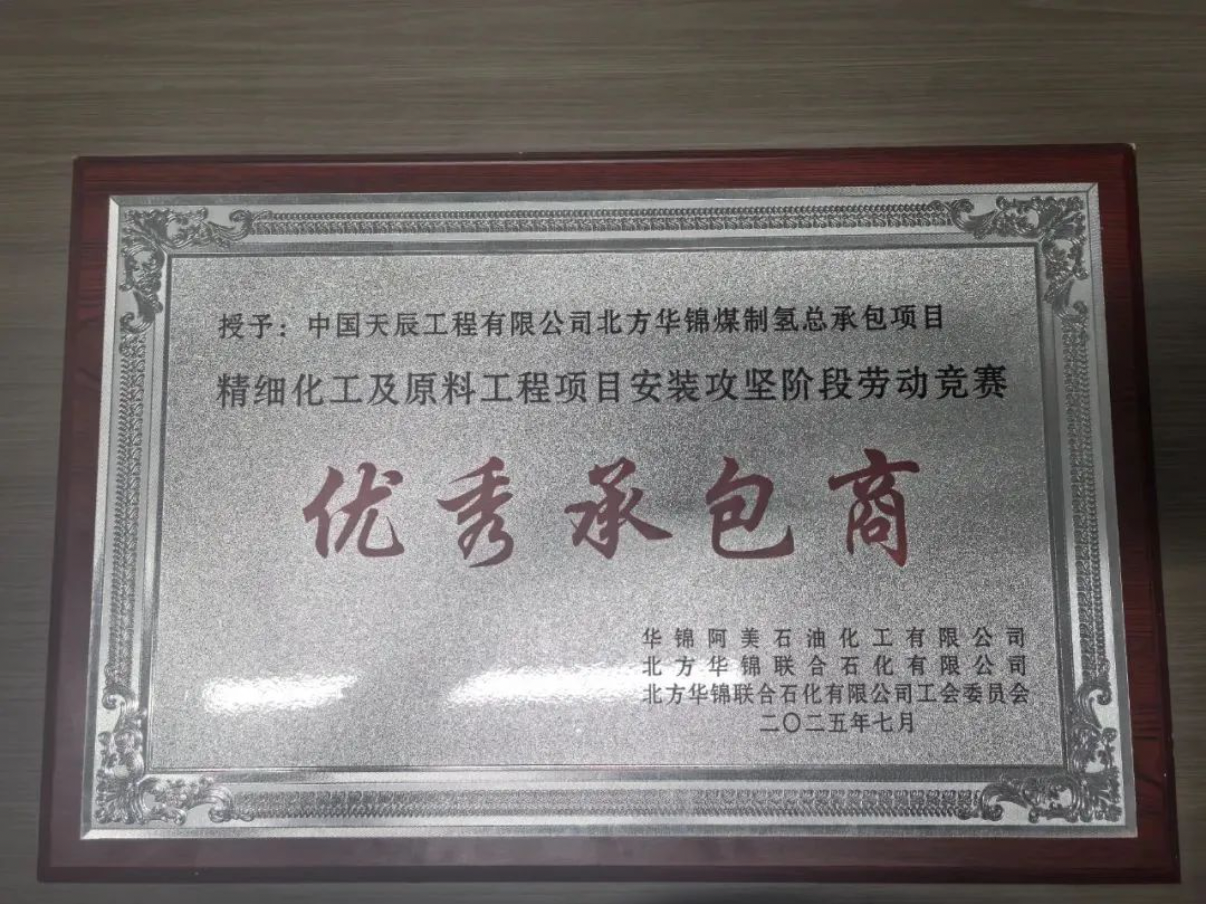 授予：中国天辰工程有限公司北方华锦煤制氢总承包项目
精细化工及原料工程项目安装攻坚阶段劳动竞赛
优秀承包商
华锦阿美石油化工有限公司
北方华锦联合石化有限公司
北方华锦联合石化有限公司工会委员会
二〇二五年七月